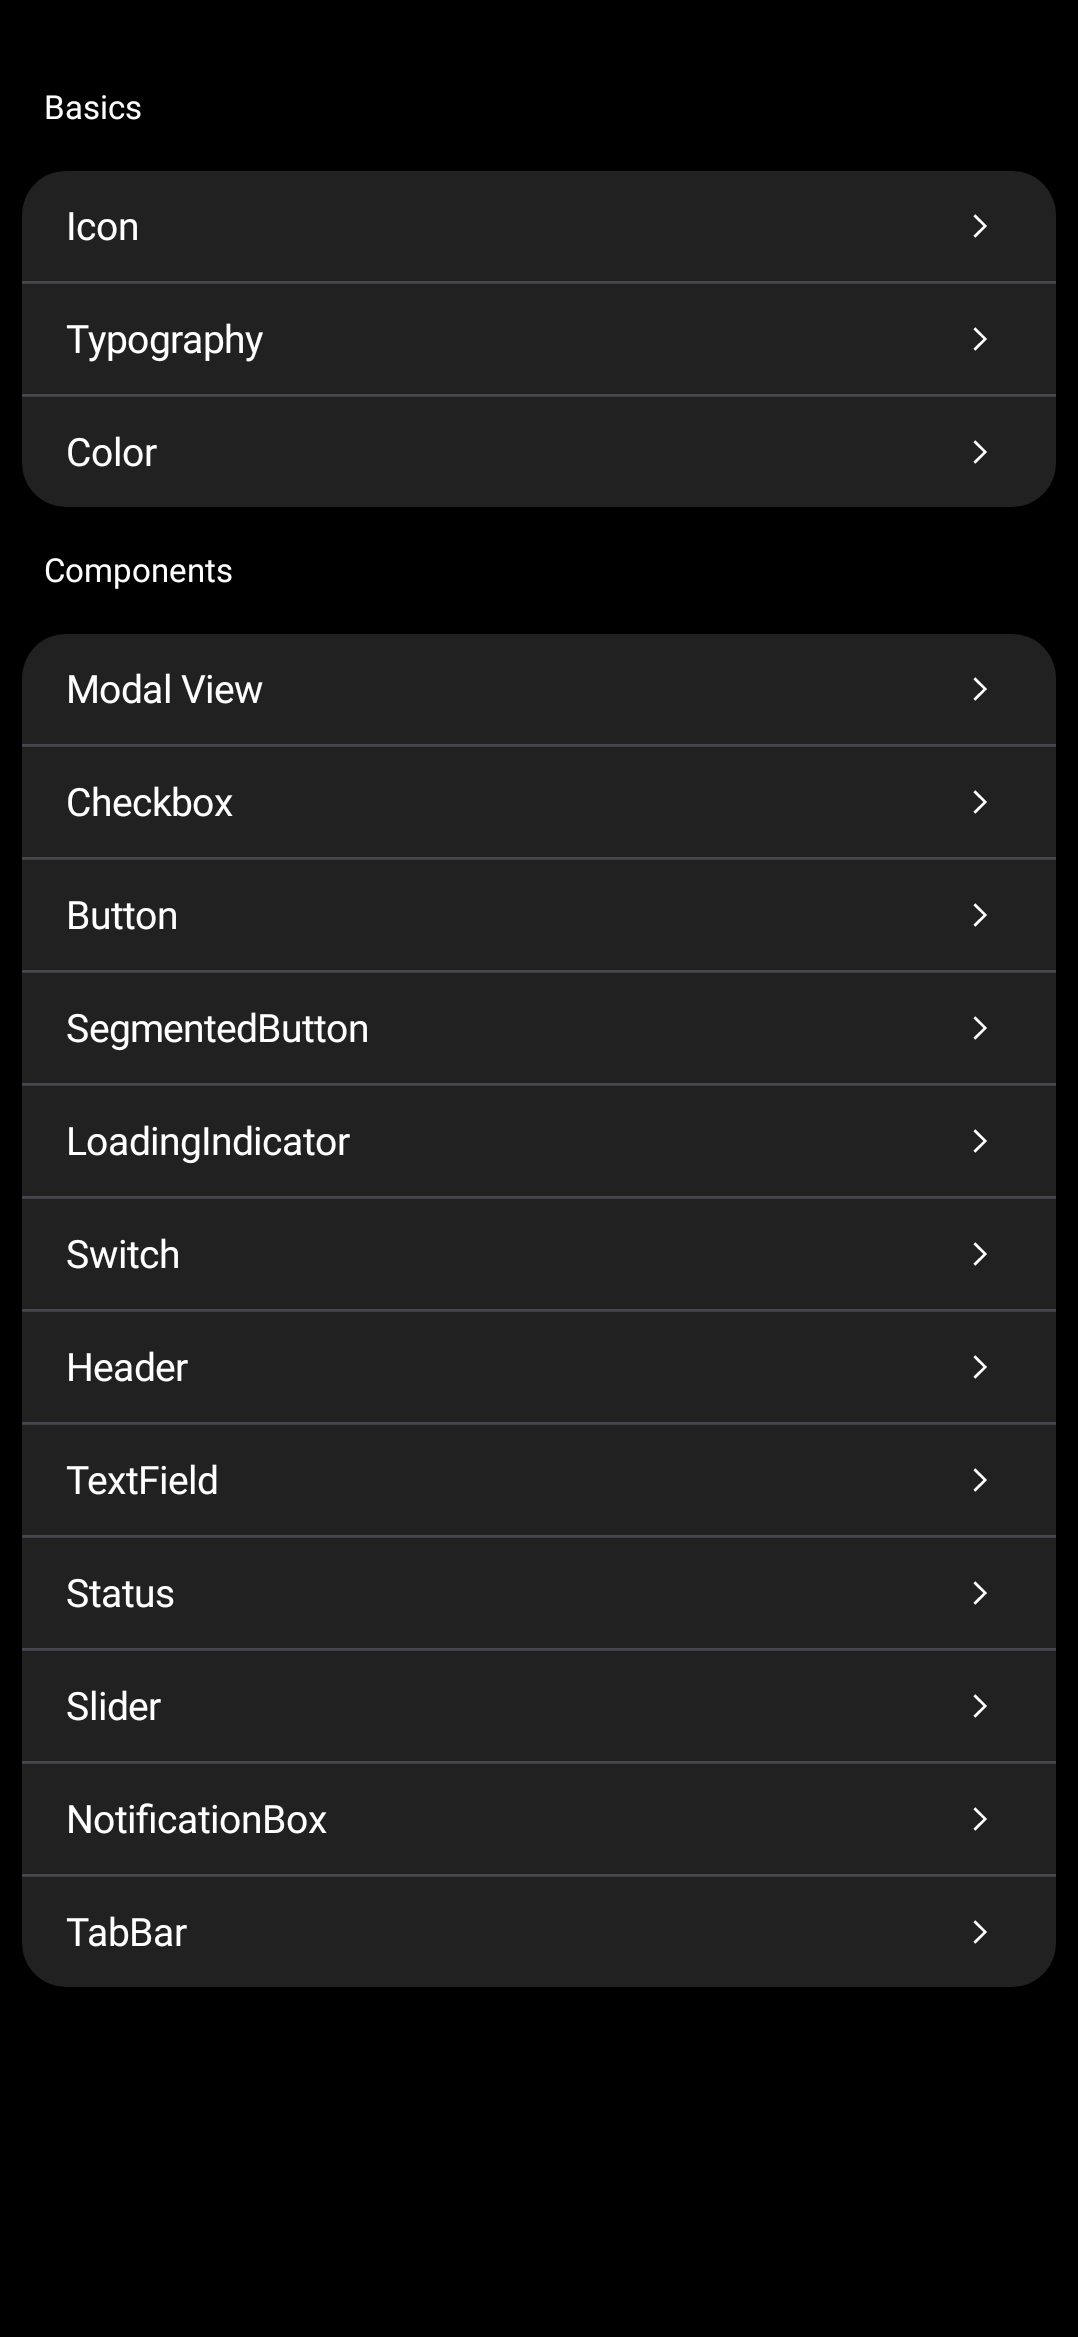 Basics
Icon
Typography
Color
Components
Modal View
Checkbox
Button
SegmentedButton
LoadingIndicator
Switch
Header
TextField
Status
Slider
NotificationBox
TabBar